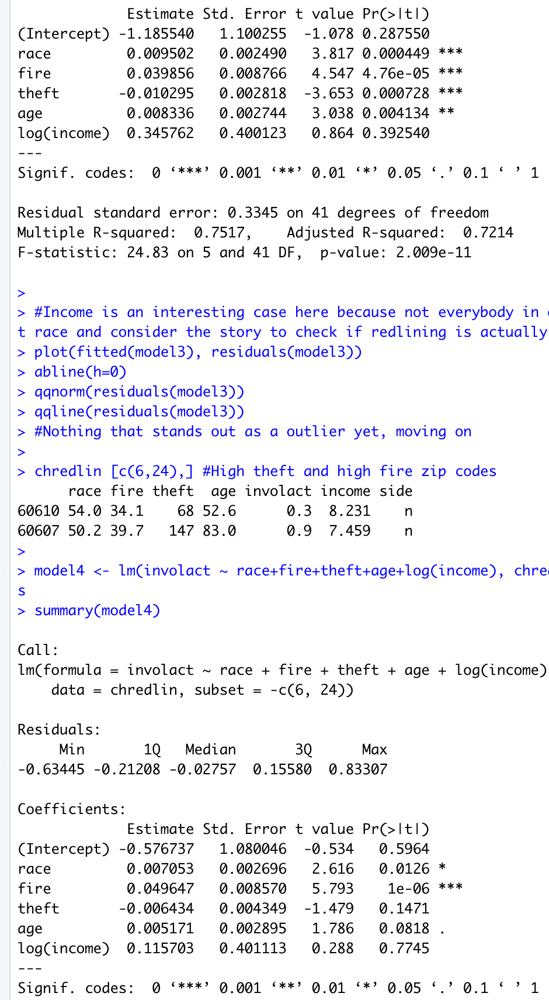 Estimate Std. Error t value Pr(>|t|)
(Intercept) -1.185540   1.100255  -1.078 0.287550
race         0.009502   0.002490   3.817 0.000449 ***
fire         0.039856   0.008766   4.547 4.76e-05 ***
theft       -0.010295   0.002818  -3.653 0.000728 ***
age          0.008336   0.002744   3.038 0.004134 **
log(income)  0.345762   0.400123   0.864 0.392540
---
Signif. codes:  0 ‘***’ 0.001 ‘**’ 0.01 ‘*’ 0.05 ‘.’ 0.1 ‘ ’ 1
Residual standard error: 0.3345 on 41 degrees of freedom
Multiple R-squared:  0.7517,    Adjusted R-squared:  0.7214
F-statistic: 24.83 on 5 and 41 DF,  p-value: 2.009e-11
>
> #Income is an interesting case here because not everybody in
t race and consider the story to check if redlining is actually
> plot(fitted(model3), residuals(model3))
> abline(h=0)
> qqnorm(residuals(model3))
> qqline(residuals(model3))
> #Nothing that stands out as a outlier yet, moving on
>
> chredlin [c(6,24),] #High theft and high fire zip codes
      race fire theft  age involact income side
60610 54.0 34.1    68 52.6      0.3  8.231    n
60607 50.2 39.7   147 83.0      0.9  7.459    n
>
> model4 <- lm(involact ~ race+fire+theft+age+log(income), chre
s
> summary(model4)
Call:
lm(formula = involact ~ race + fire + theft + age + log(income)
    data = chredlin, subset = -c(6, 24))
Residuals:
     Min       1Q   Median       3Q      Max
-0.63445 -0.21208 -0.02757  0.15580  0.83307
Coefficients:
             Estimate Std. Error t value Pr(>|t|)
(Intercept) -0.576737   1.080046  -0.534   0.5964
race         0.007053   0.002696   2.616   0.0126 *
fire         0.049647   0.008570   5.793    1e-06 ***
theft       -0.006434   0.004349  -1.479   0.1471
age          0.005171   0.002895   1.786   0.0818 .
log(income)  0.115703   0.401113   0.288   0.7745
---
Signif. codes:  0 ‘***’ 0.001 ‘**’ 0.01 ‘*’ 0.05 ‘.’ 0.1 ‘ ’ 1